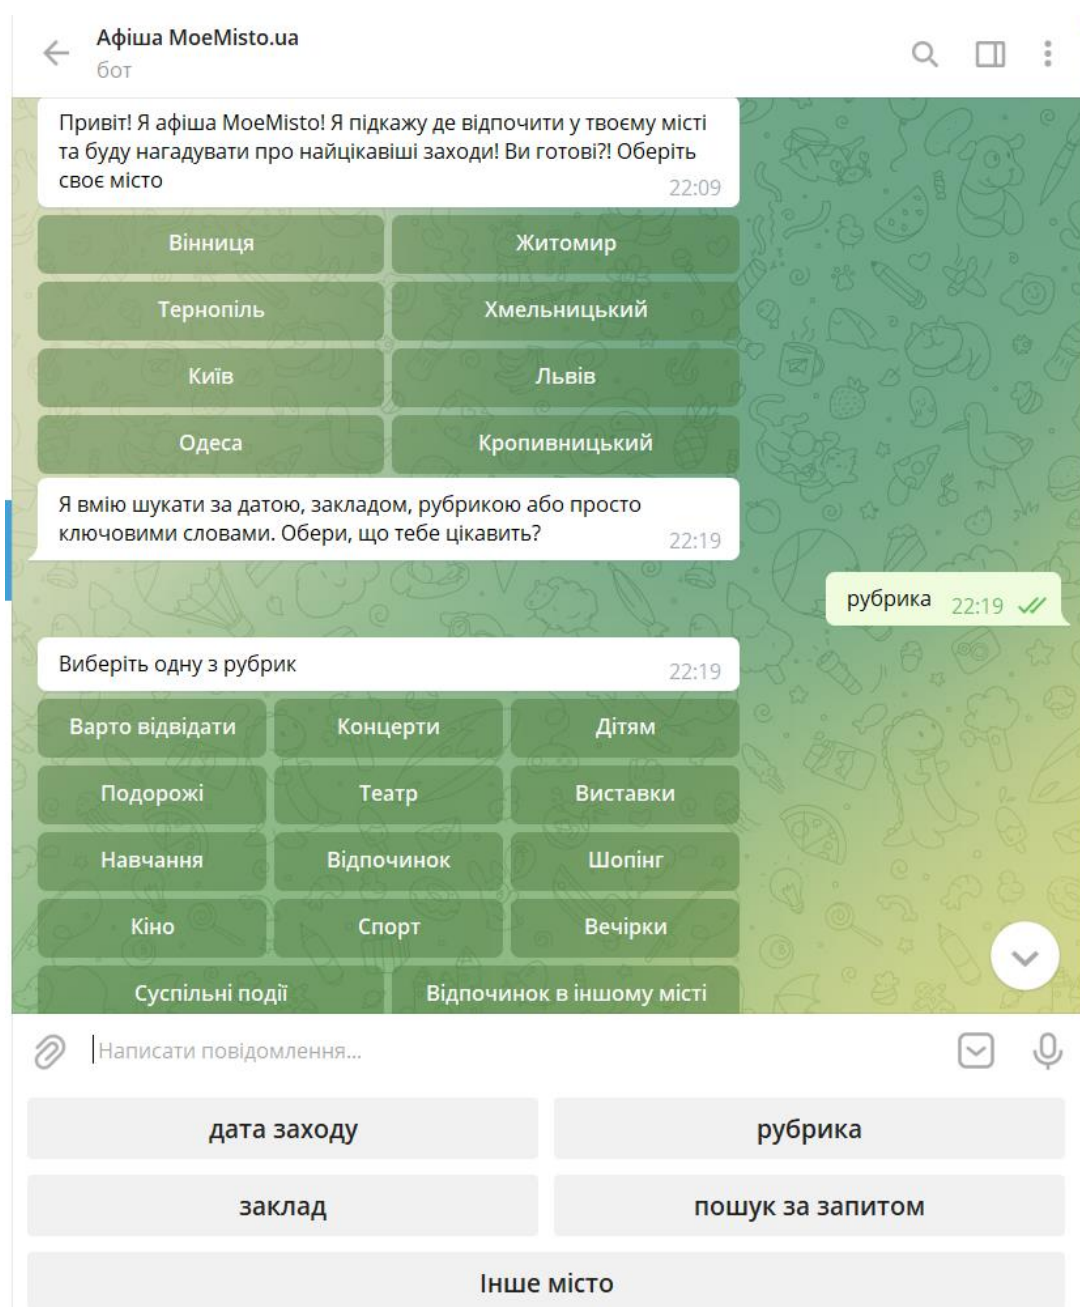 Афіша MoeMisto.ua
бот
Привіт! Я афіша MoeMisto! Я підкажу де відпочити у твоєму місті
та буду нагадувати про найцікавіші заходи! Ви готові?! Оберіть
своє місто 22:09
Вінниця Житомир
Тернопіль Хмельницький
Київ Львів
Одеса Кропивницький
Я вмію шукати за датою, закладом, рубрикою або просто
ключовими словами. Обери, що тебе цікавить? 22:19
рубрика 22:19
Виберіть одну з рубрик 22:19
Варто відвідати Концерти Дітям
Подорожі Театр Виставки
Навчання Відпочинок Шопінг
Кіно Спорт Вечірки
Суспільні події Відпочинок в іншому місті
Написати повідомлення...
дата заходу рубрика
заклад пошук за запитом
Інше місто